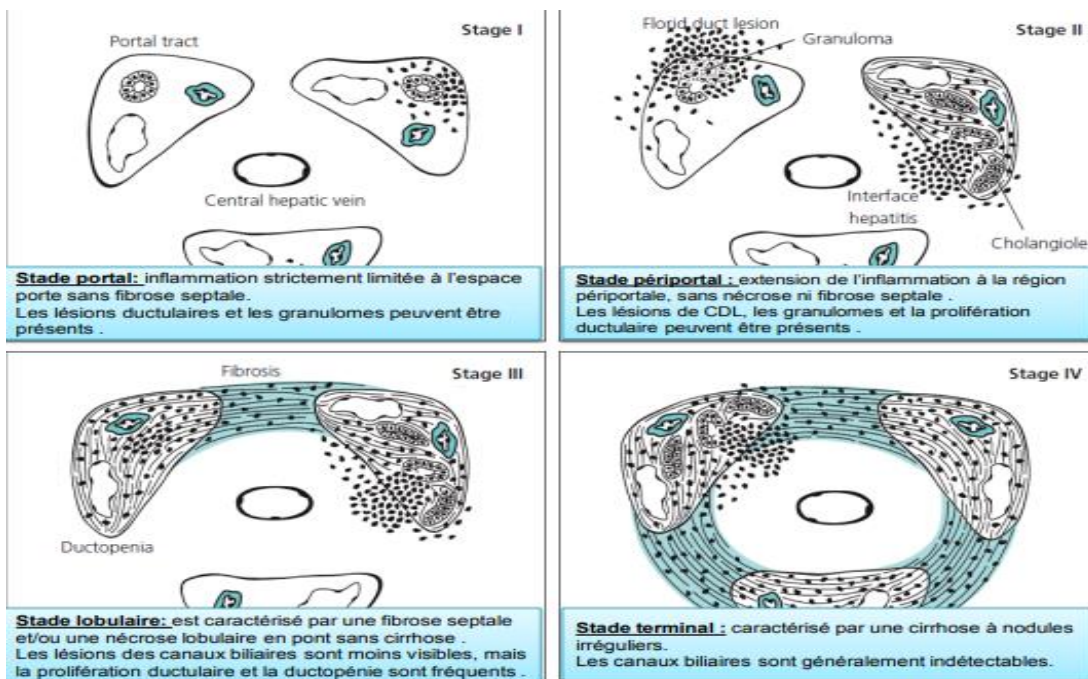 Stage I
Portal tract
Central hepatic vein
Stade portal: inflammation strictement limitée à l'espace
porte sans fibrose septale.
Les lésions ductulaires et les granulomes peuvent être
présents .
Florid duct lesion
Stage II
Granuloma
Interface
hepatitis
Cholangiole
Stade périportal : extension de l'inflammation à la région
périportale, sans nécrose ni fibrose septale .
Les lésions de CDL, les granulomes et la prolifération
ductulaire peuvent être présents .
Fibrosis
Stage III
Ductopenia
Stade lobulaire: est caractérisé par une fibrose septale
et/ou une nécrose lobulaire en pont sans cirrhose .
Les lésions des canaux biliaires sont moins visibles, mais
la prolifération ductulaire et la ductopénie sont fréquents .
Stage IV
Stade terminal : caractérisé par une cirrhose à nodules
irréguliers.
Les canaux biliaires sont généralement indétectables.